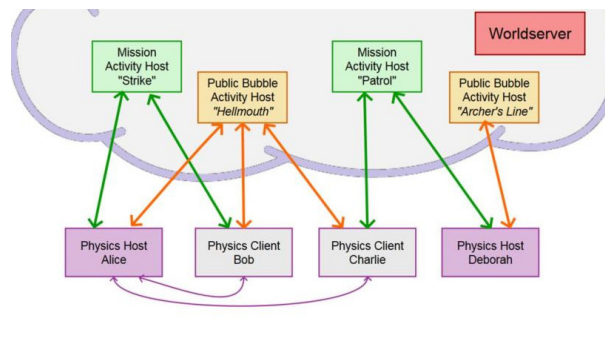 Worldserver
Mission
Activity Host
"Strike"
Public Bubble
Activity Host
"Hellmouth"
Mission
Activity Host
"Patrol"
Public Bubble
Activity Host
"Archer's Line"
Physics Host
Alice
Physics Client
Bob
Physics Client
Charlie
Physics Host
Deborah